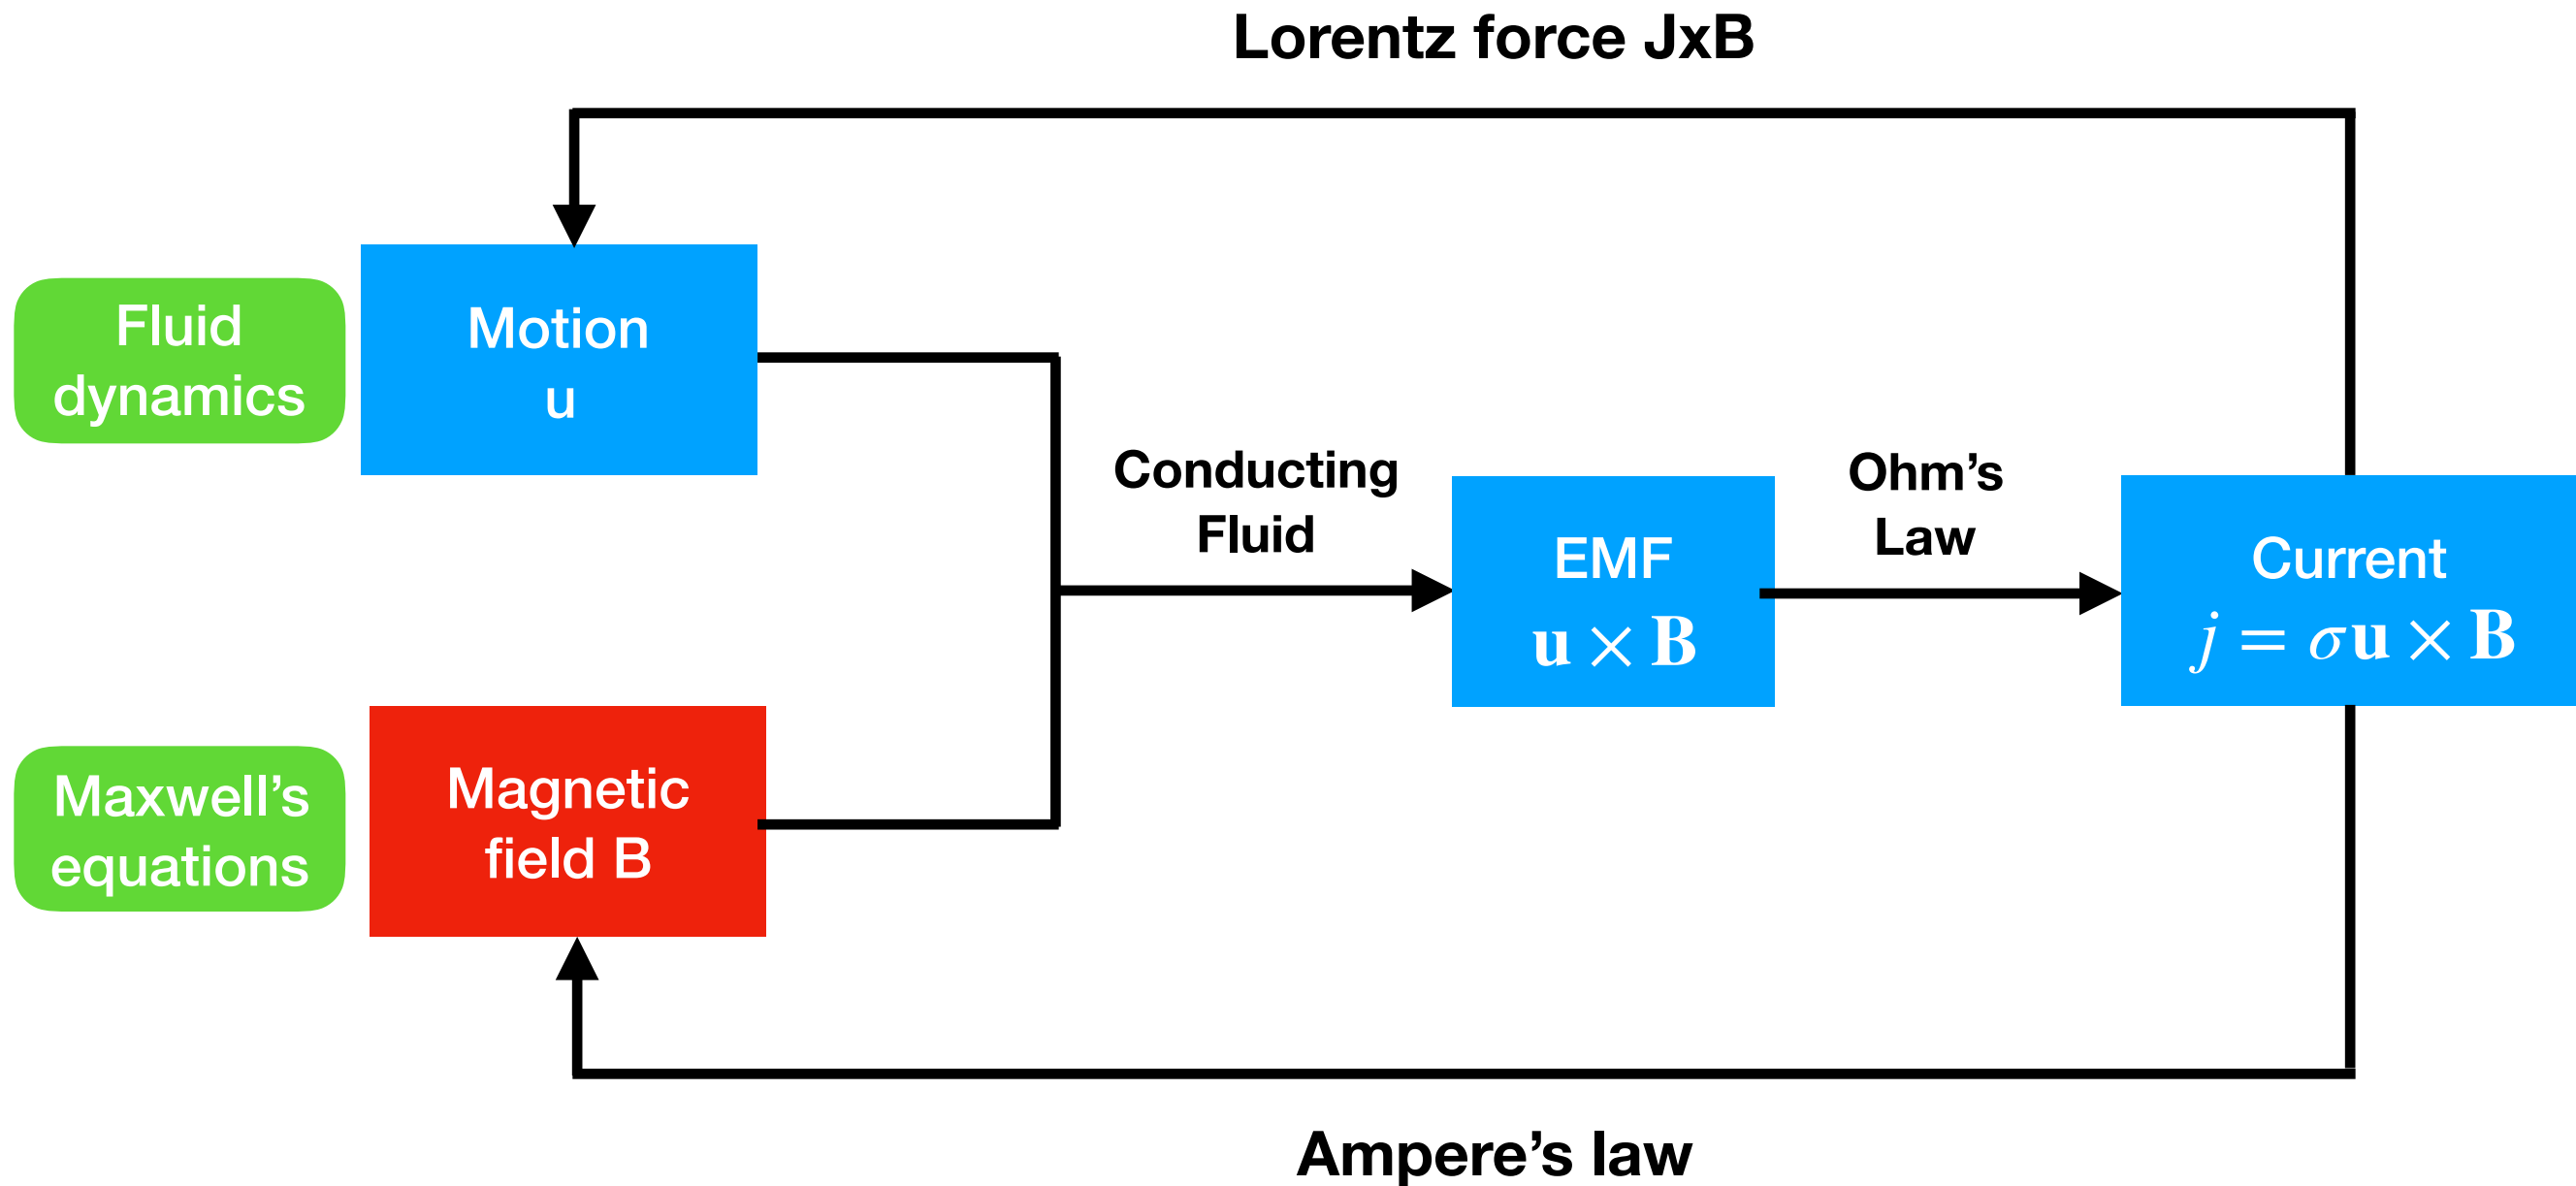 Lorentz force JxB
Fluid
dynamics
Motion
u
Conducting
Fluid
Ohm’s
Law
EMF
u × B
Current
j = σu × B
Maxwell’s
equations
Magnetic
field B
Ampere’s law